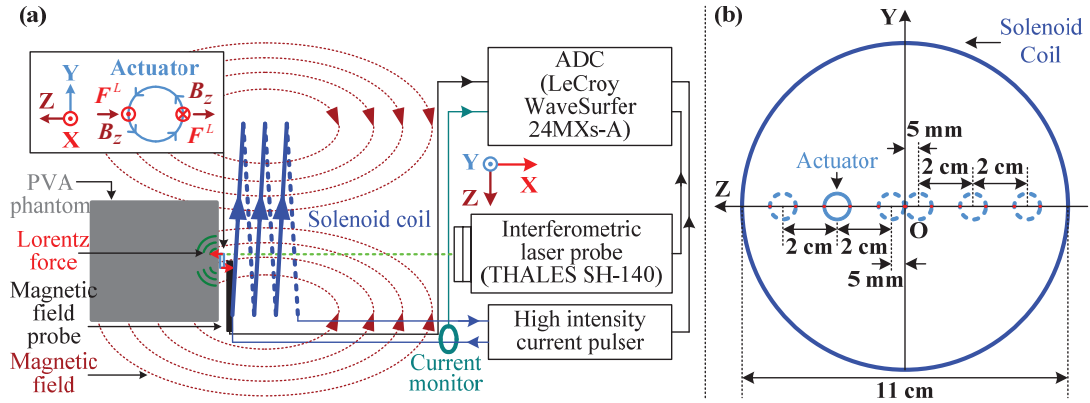 (a)
Y
Actuator
Z
F^L
B_z
X
B_z
F^L
PVA
phantom
Lorentz
force
Magnetic
field
probe
Magnetic
field
Solenoid coil
Y
X
Z
ADC
(LeCroy
WaveSurfer
24MXs-A)
Interferometric
laser probe
(THALES SH-140)
High intensity
current pulser
Current
monitor
(b)
Y
Solenoid
Coil
5 mm
Actuator
2 cm
2 cm
Z
O
2 cm
2 cm
5 mm
11 cm